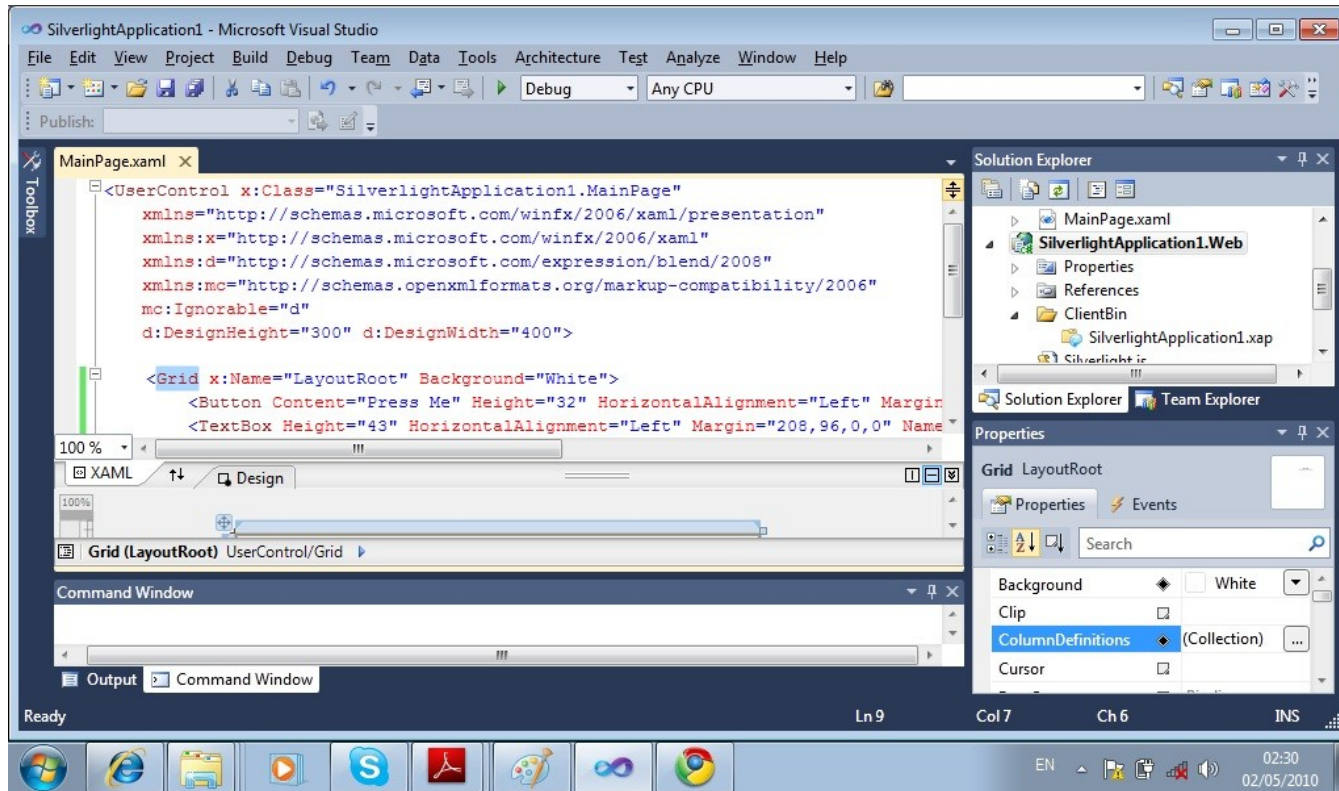 SilverlightApplication1 - Microsoft Visual Studio
File Edit View Project Build Debug Team Data Tools Architecture Test Analyze Window Help
Debug Any CPU
Publish:
Toolbox
MainPage.xaml
<UserControl x:Class="SilverlightApplication1.MainPage"
xmlns="http://schemas.microsoft.com/winfx/2006/xaml/presentation"
xmlns:x="http://schemas.microsoft.com/winfx/2006/xaml"
xmlns:d="http://schemas.microsoft.com/expression/blend/2008"
xmlns:mc="http://schemas.openxmlformats.org/markup-compatibility/2006"
mc:Ignorable="d"
d:DesignHeight="300" d:DesignWidth="400">
<Grid x:Name="LayoutRoot" Background="White">
<Button Content="Press Me" Height="32" HorizontalAlignment="Left" Margin
<TextBox Height="43" HorizontalAlignment="Left" Margin="208,96,0,0" Name
100 %
XAML Design
100%
Grid (LayoutRoot) UserControl/Grid
Command Window
Output Command Window
Solution Explorer
MainPage.xaml
SilverlightApplication1.Web
Properties
References
ClientBin
SilverlightApplication1.xap
Silverlight.js
Solution Explorer Team Explorer
Properties
Grid LayoutRoot
Properties Events
Search
Background White
Clip
ColumnDefinitions (Collection) ...
Cursor
Ready Ln 9 Col 7 Ch 6 INS
EN 02:30
02/05/2010